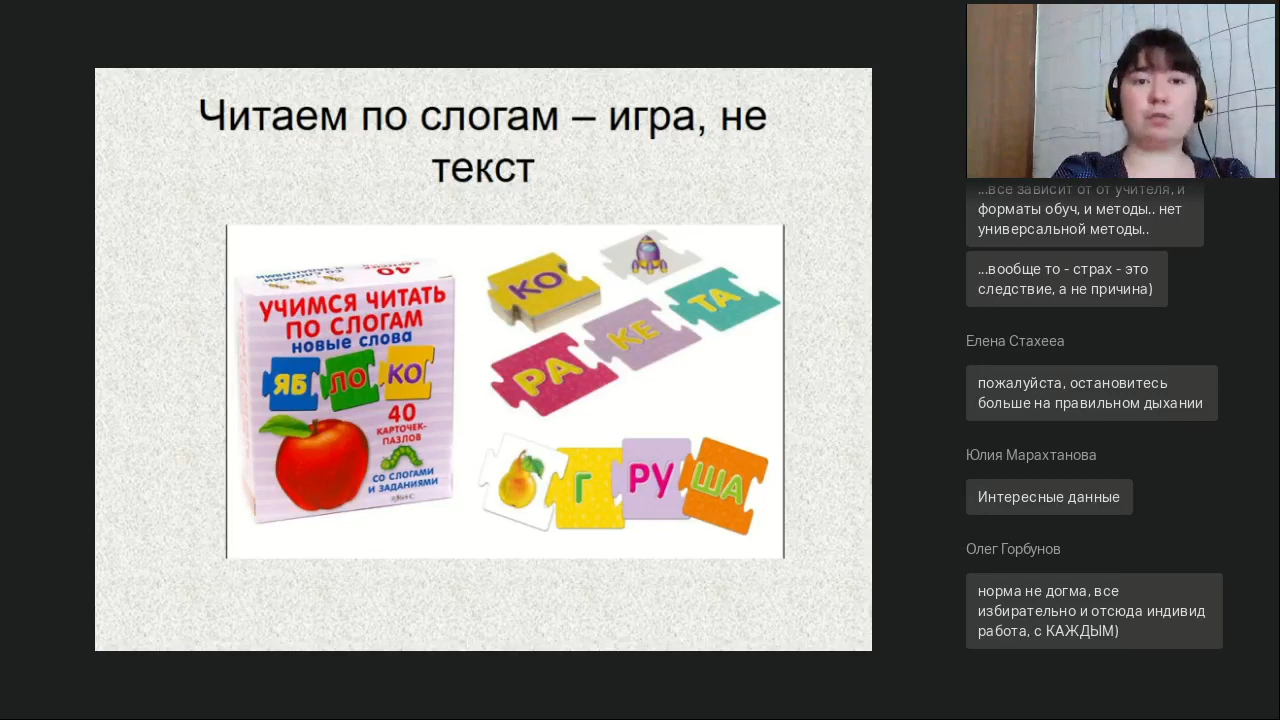 Читаем по слогам – игра, не
текст
УЧИМСЯ ЧИТАТЬ
ПО СЛОГАМ
новые слова
ЯБ ЛО КО
40
КАРТОЧЕК-
ПАЗЛОВ
СО СЛОГАМИ
И ЗАДАНИЯМИ
КО
РА КЕ ТА
Г РУ ША
...все зависит от от учителя, и
форматы обуч, и методы.. нет
универсальной методы..
...вообще то - страх - это
следствие, а не причина)
Елена Стахееа
пожалуйста, остановитесь
больше на правильном дыхании
Юлия Марахтанова
Интересные данные
Олег Горбунов
норма не догма, все
избирательно и отсюда индивид
работа, с КАЖДЫМ)